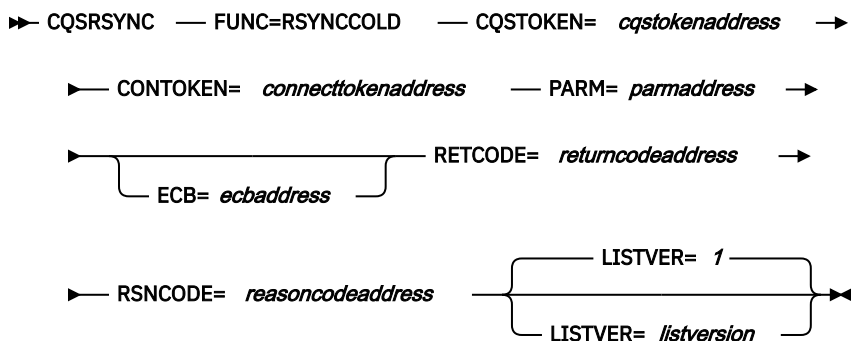 CQSRSYNC FUNC=RSYNCCOLD CQSTOKEN= cqstokenaddress
CONTOKEN= connecttokenaddress PARM= parmaddress
RETCODE= returncodeaddress
ECB= ecbaddress
LISTVER= 1
RSNCODE= reasoncodeaddress
LISTVER= listversion